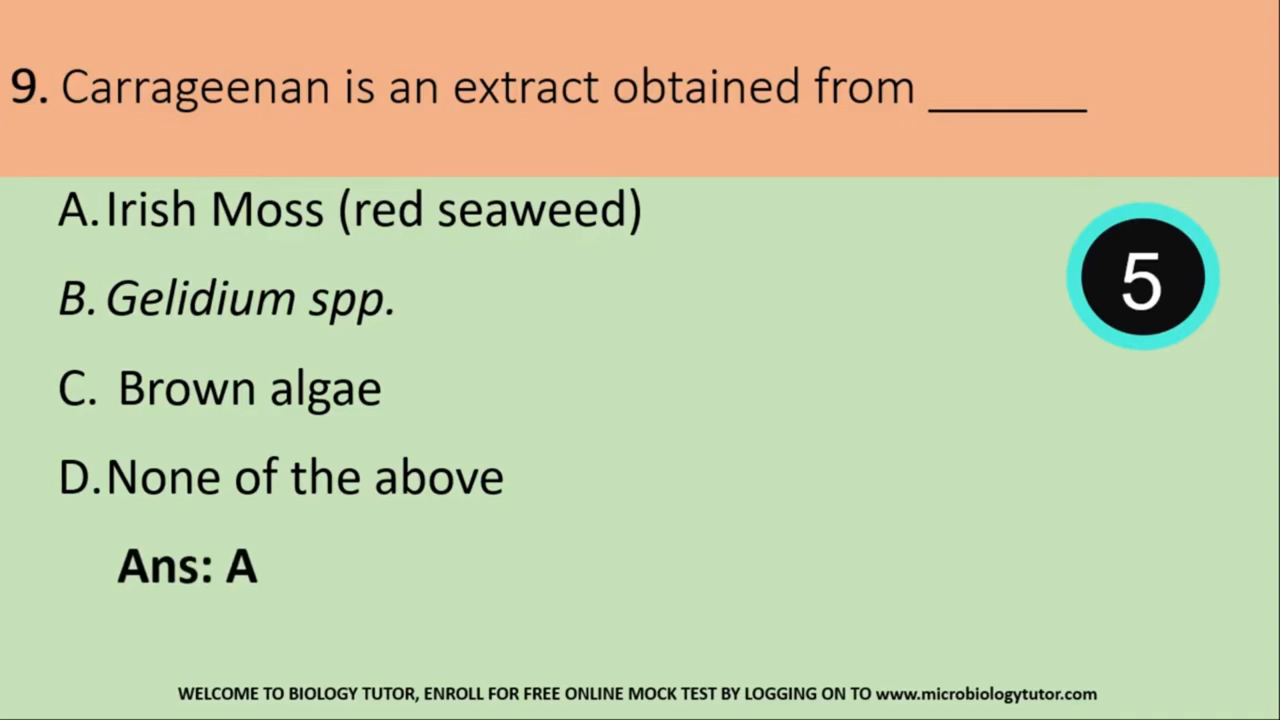 9. Carrageenan is an extract obtained from ______
A. Irish Moss (red seaweed)
5
B. Gelidium spp.
C. Brown algae
D. None of the above
Ans: A
WELCOME TO BIOLOGY TUTOR, ENROLL FOR FREE ONLINE MOCK TEST BY LOGGING ON TO www.microbiologytutor.com